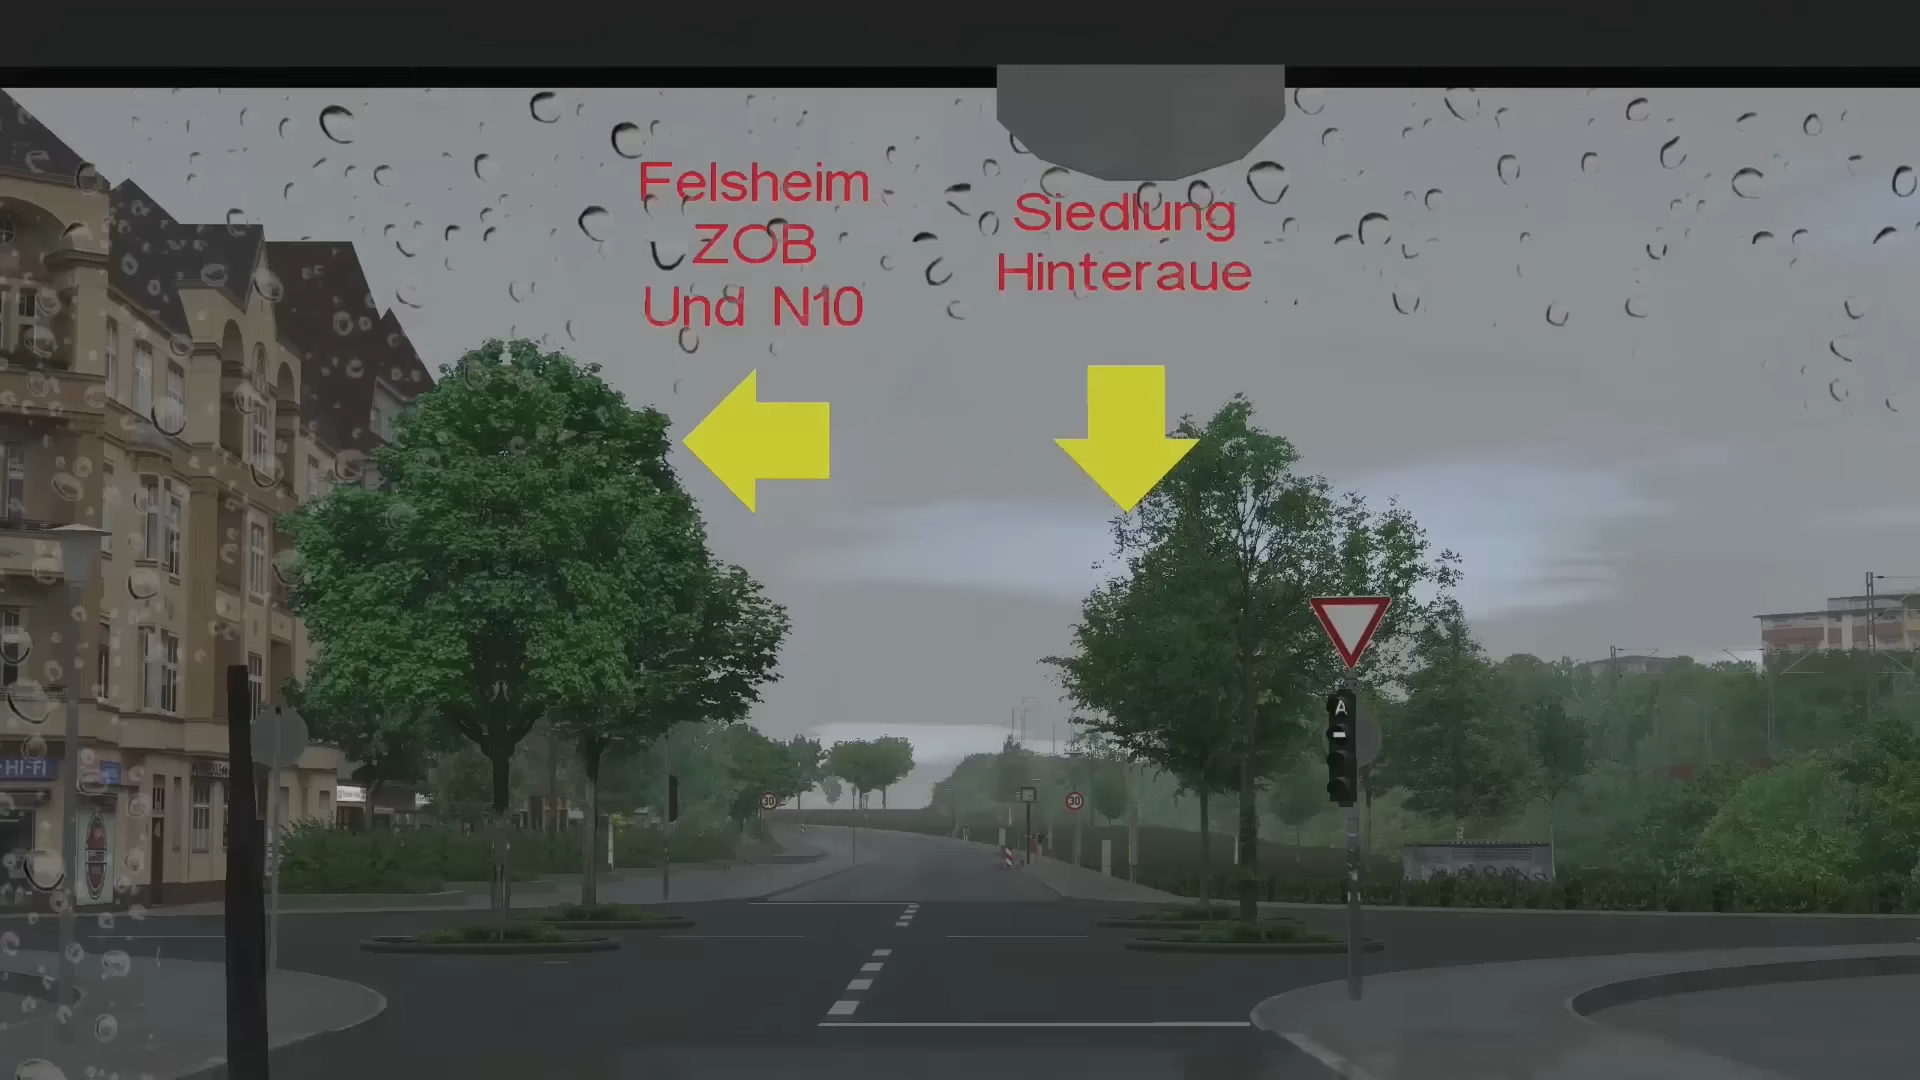 Felsheim
ZOB
Und N10
Siedlung
Hinteraue
A
30
30
HI-FI